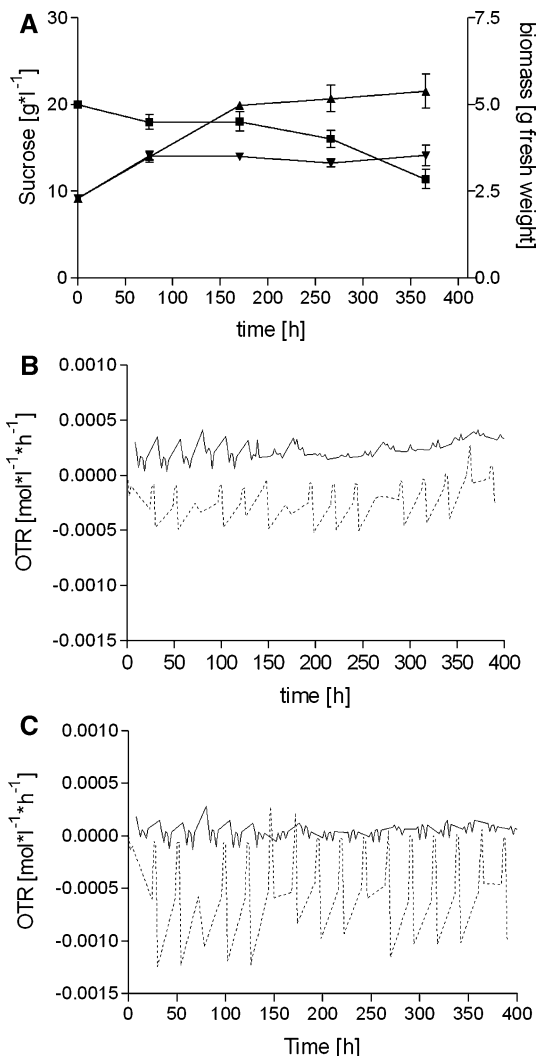 A
30
7.5
20
5.0
10
2.5
0
0.0
Sucrose [g*l⁻¹]
biomass [g fresh weight]
0 50 100 150 200 250 300 350 400
time [h]
B
0.0010
0.0005
0.0000
-0.0005
-0.0010
-0.0015
OTR [mol*l⁻¹*h⁻¹]
0 50 100 150 200 250 300 350 400
time [h]
C
0.0010
0.0005
0.0000
-0.0005
-0.0010
-0.0015
OTR [mol*l⁻¹*h⁻¹]
0 50 100 150 200 250 300 350 400
Time [h]